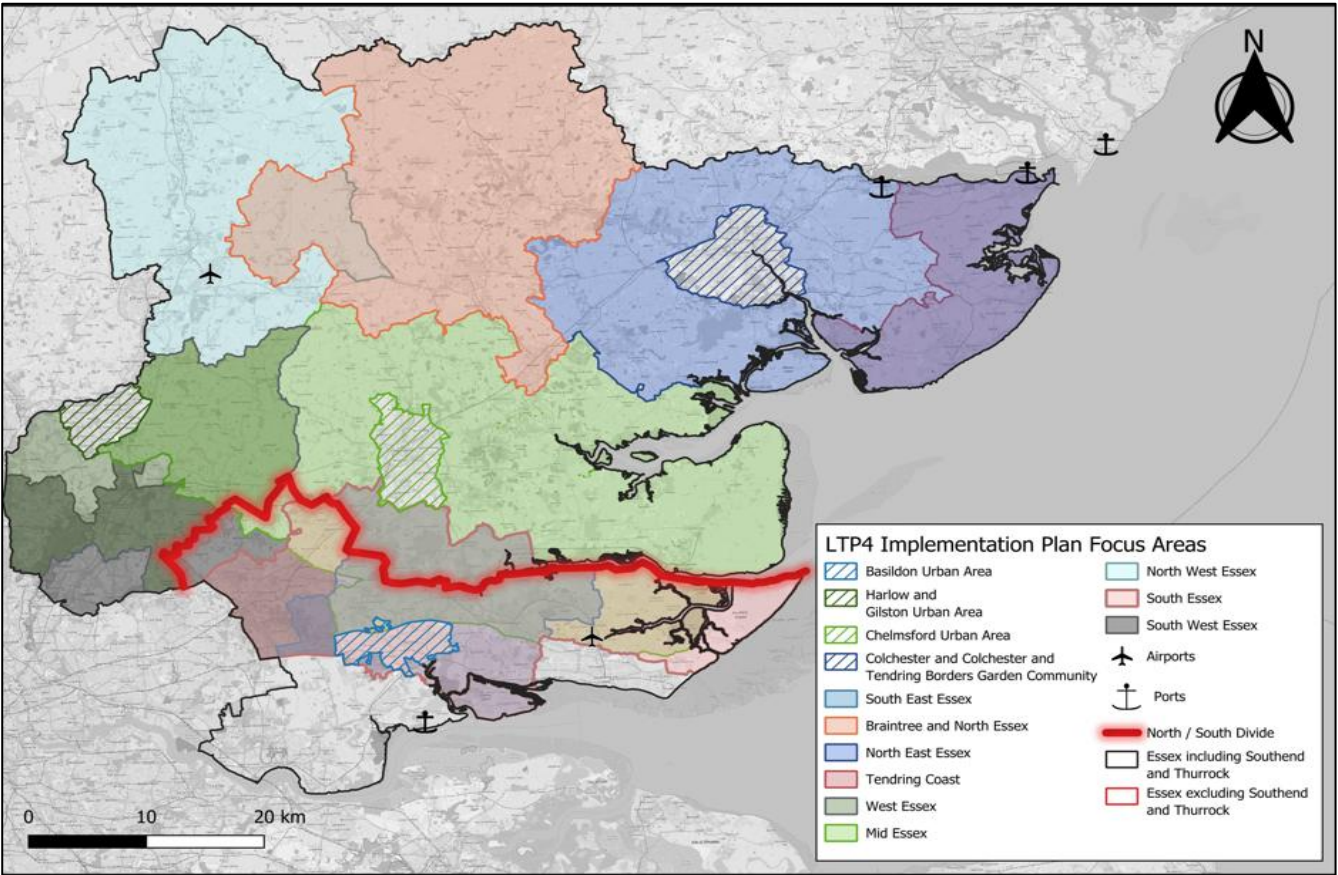 N
LTP4 Implementation Plan Focus Areas
Basildon Urban Area
Harlow and
Gilston Urban Area
Chelmsford Urban Area
Colchester and Colchester and
Tendring Borders Garden Community
South East Essex
Braintree and North Essex
North East Essex
Tendring Coast
West Essex
Mid Essex
North West Essex
South Essex
South West Essex
Airports
Ports
North / South Divide
Essex including Southend
and Thurrock
Essex excluding Southend
and Thurrock
0 10 20 km